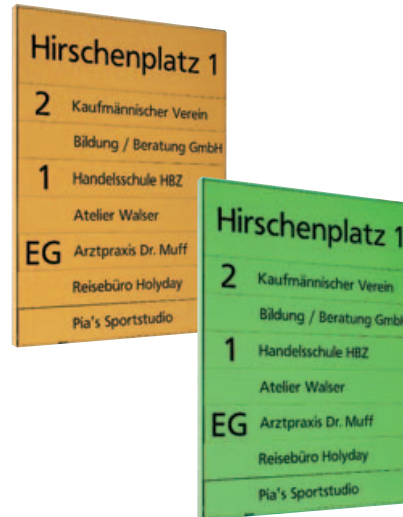 Hirschenplatz 1
2 Kaufmännischer Verein
Bildung / Beratung GmbH
1 Handelsschule HBZ
Atelier Walser
EG Arztpraxis Dr. Muff
Reisebüro Holyday
Pia's Sportstudio
Hirschenplatz 1
2 Kaufmännischer Verein
Bildung / Beratung GmbH
1 Handelsschule HBZ
Atelier Walser
EG Arztpraxis Dr. Muff
Reisebüro Holyday
Pia's Sportstudio